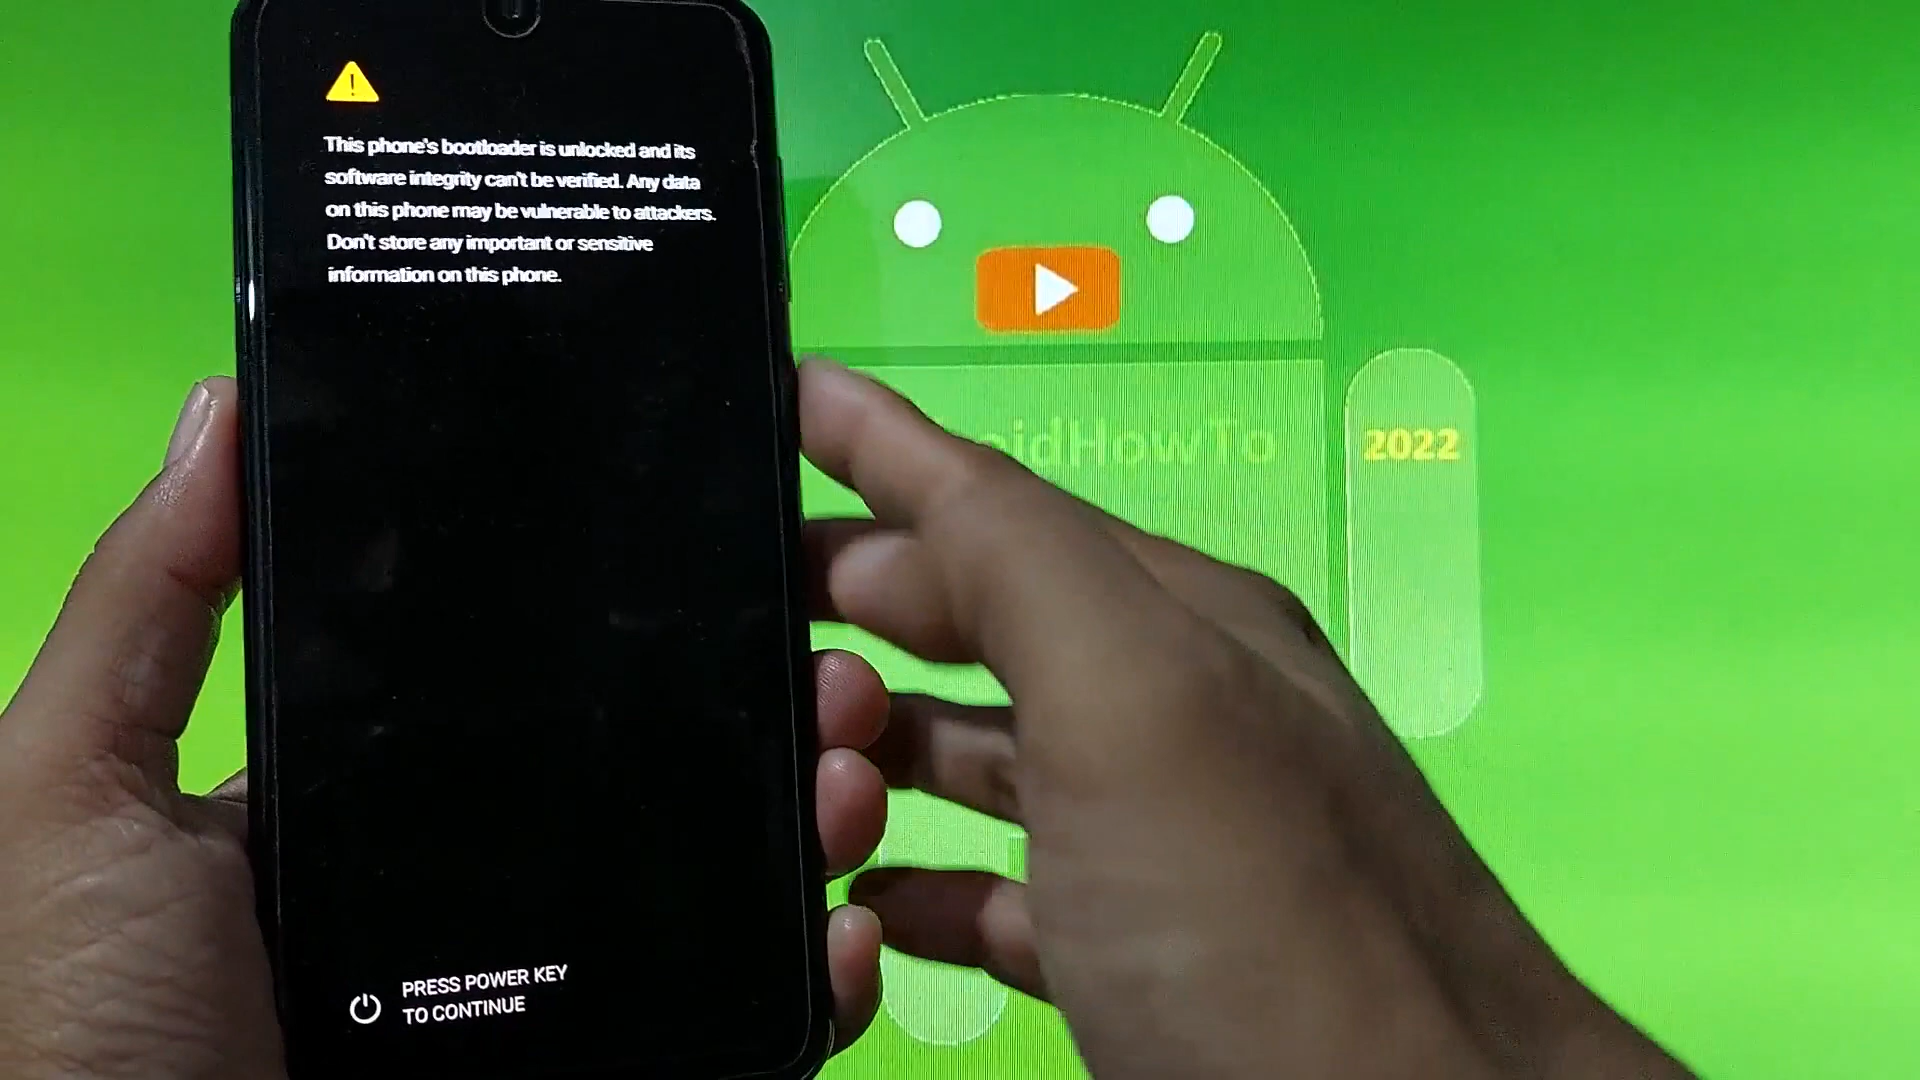 This phone's bootloader is unlocked and its
software integrity can't be verified. Any data
on this phone may be vulnerable to attackers.
Don't store any important or sensitive
information on this phone.
PRESS POWER KEY
TO CONTINUE
oidHowTo
2022